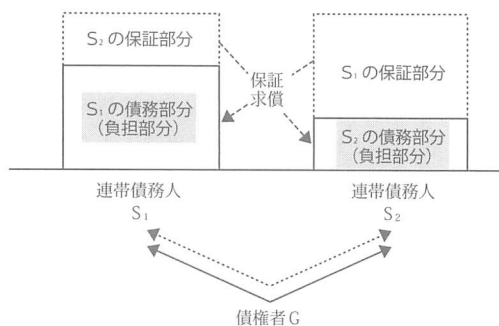 S₂の保証部分
S₁の債務部分
(負担部分)
保証
求償
S₁の保証部分
S₂の債務部分
(負担部分)
連帯債務人
S₁
連帯債務人
S₂
債権者G